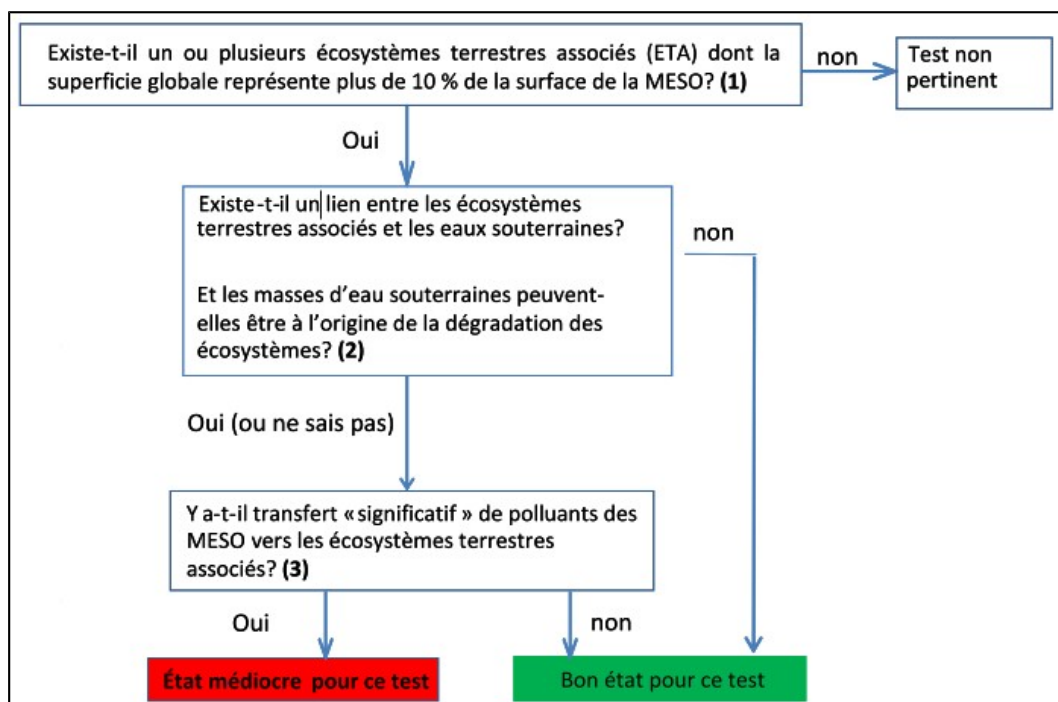 Existe-t-il un ou plusieurs écosystèmes terrestres associés (ETA) dont la
superficie globale représente plus de 10 % de la surface de la MESO? (1)
non
Test non
pertinent
Oui
Existe-t-il un lien entre les écosystèmes
terrestres associés et les eaux souterraines?
non
Et les masses d’eau souterraines peuvent-
elles être à l’origine de la dégradation des
écosystèmes? (2)
Oui (ou ne sais pas)
Y a-t-il transfert « significatif » de polluants des
MESO vers les écosystèmes terrestres
associés? (3)
Oui
non
État médiocre pour ce test
Bon état pour ce test